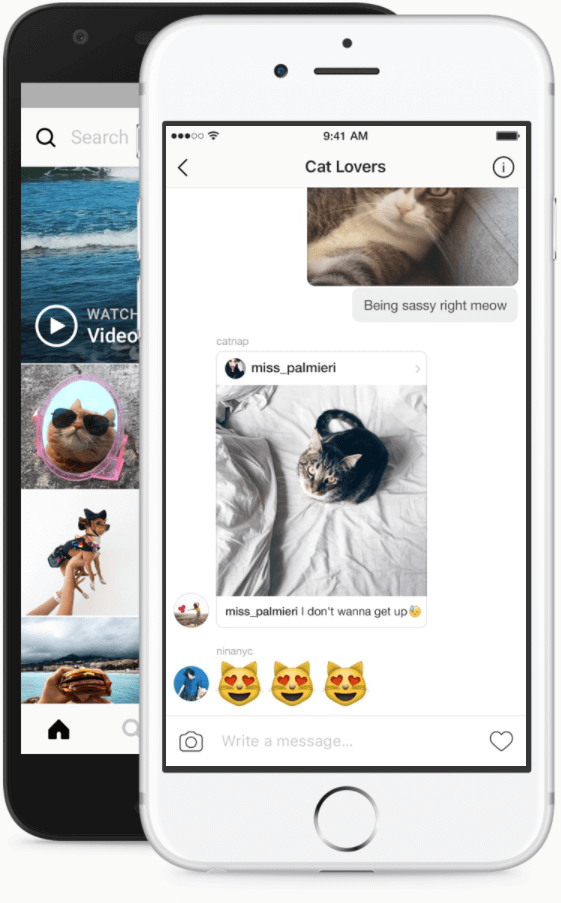 Search
WATCH
Video
9:41 AM
Cat Lovers
Being sassy right meow
catnap
miss_palmieri
miss_palmieri I don't wanna get up
ninanyc
Write a message...